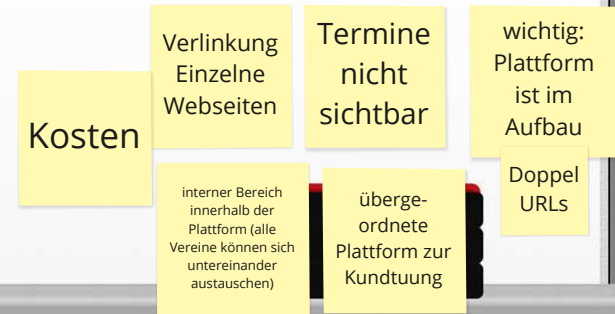 Kosten
Verlinkung
Einzelne
Webseiten
Termine
nicht
sichtbar
wichtig:
Plattform
ist im
Aufbau
Doppel
URLs
interner Bereich
innerhalb der
Plattform (alle
Vereine können sich
untereinander
austauschen)
überge-
ordnete
Plattform zur
Kundtuung